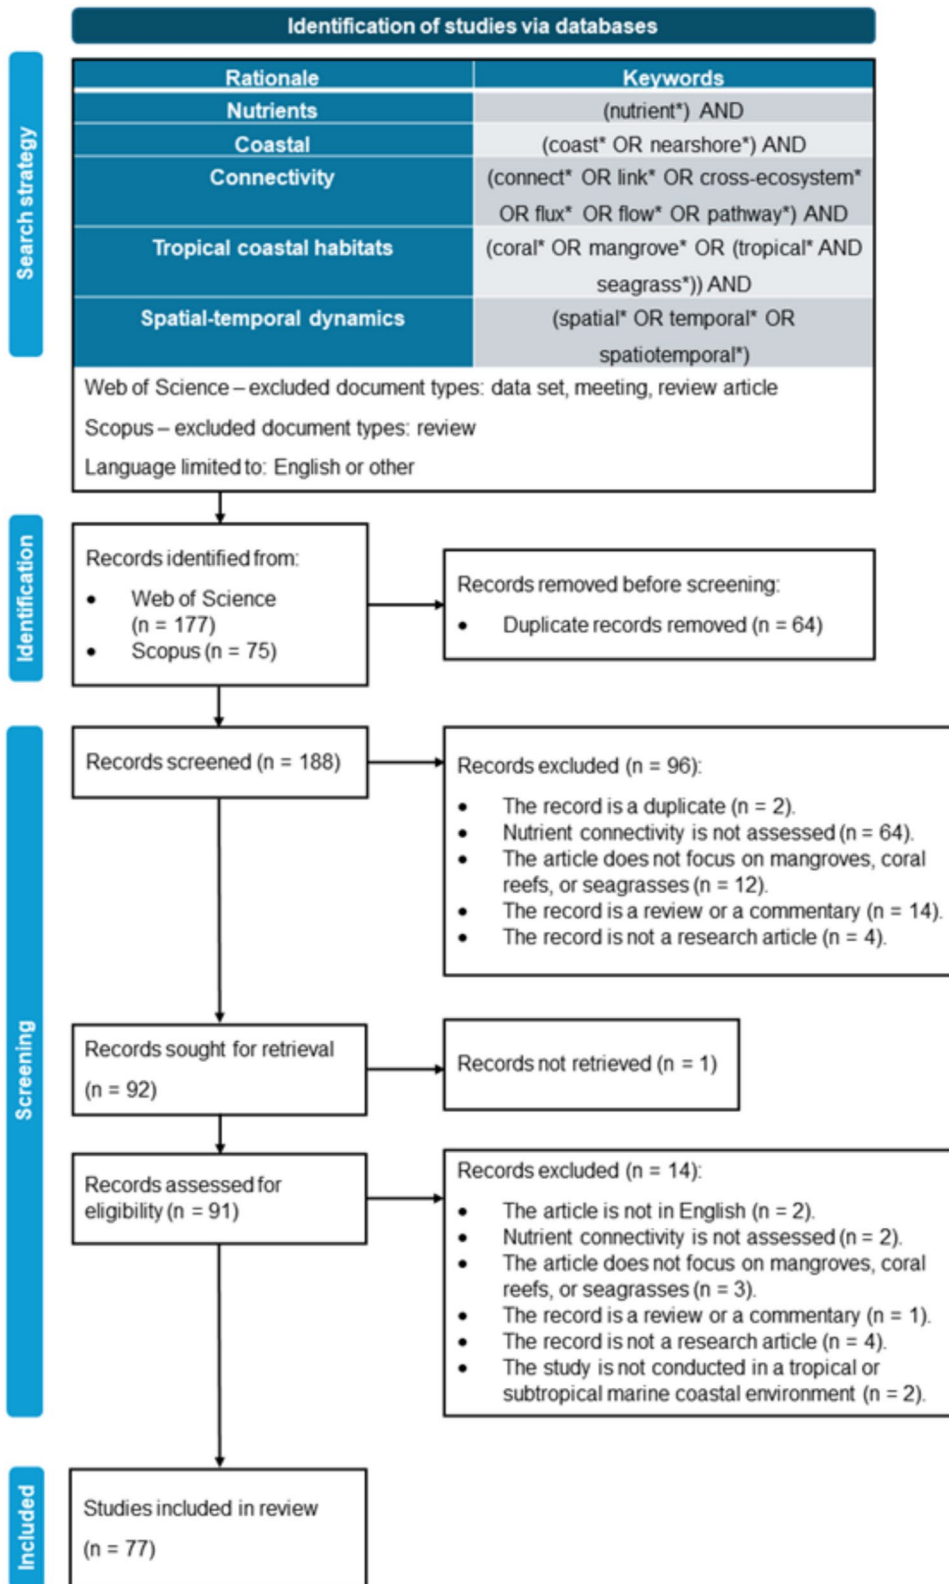 Identification of studies via databases
Search strategy
Rationale
Keywords
Nutrients
(nutrient*) AND
Coastal
(coast* OR nearshore*) AND
Connectivity
(connect* OR link* OR cross-ecosystem*
OR flux* OR flow* OR pathway*) AND
Tropical coastal habitats
(coral* OR mangrove* OR (tropical* AND
seagrass*)) AND
Spatial-temporal dynamics
(spatial* OR temporal* OR
spatiotemporal*)
Web of Science – excluded document types: data set, meeting, review article
Scopus – excluded document types: review
Language limited to: English or other
Identification
Records identified from:
• Web of Science
(n = 177)
• Scopus (n = 75)
Records removed before screening:
• Duplicate records removed (n = 64)
Screening
Records screened (n = 188)
Records excluded (n = 96):
• The record is a duplicate (n = 2).
• Nutrient connectivity is not assessed (n = 64).
• The article does not focus on mangroves, coral
reefs, or seagrasses (n = 12).
• The record is a review or a commentary (n = 14).
• The record is not a research article (n = 4).
Records sought for retrieval
(n = 92)
Records not retrieved (n = 1)
Records assessed for
eligibility (n = 91)
Records excluded (n = 14):
• The article is not in English (n = 2).
• Nutrient connectivity is not assessed (n = 2).
• The article does not focus on mangroves, coral
reefs, or seagrasses (n = 3).
• The record is a review or a commentary (n = 1).
• The record is not a research article (n = 4).
• The study is not conducted in a tropical or
subtropical marine coastal environment (n = 2).
Included
Studies included in review
(n = 77)